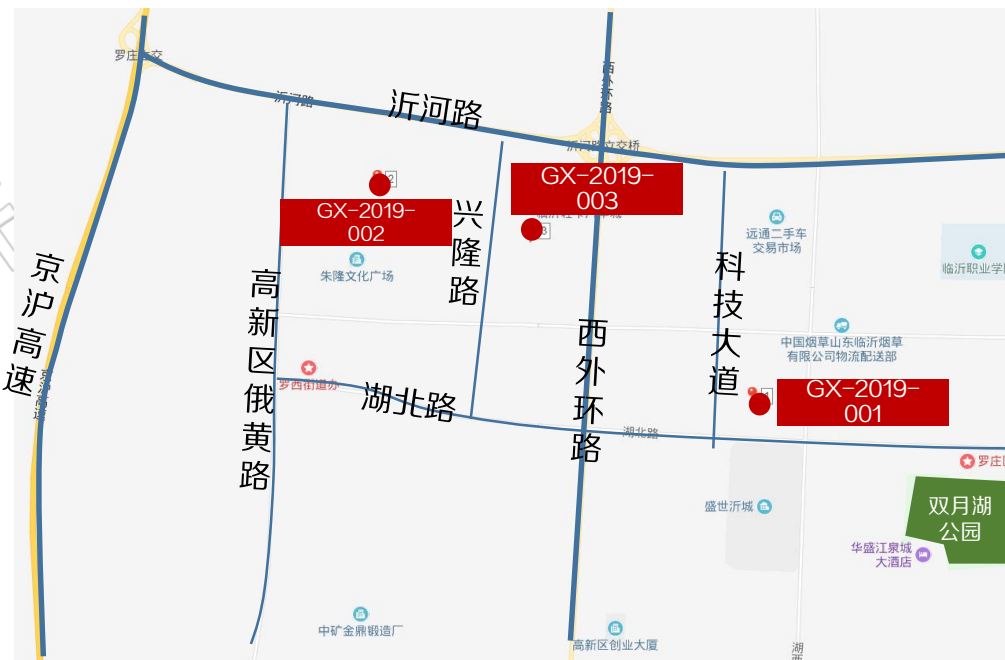 罗庄立交
西外环路
沂河路
沂河路
沂河路立交桥
2
GX-2019-
003
GX-2019-
002
兴隆路
3
远通二手车
交易市场
临沂职业学
京沪高速
朱隆文化广场
高新区俄黄路
科技大道
西外环路
中国烟草山东临沂烟草
有限公司物流配送部
罗西街道办
湖北路
1
GX-2019-
001
湖北路
罗庄
盛世沂城
双月湖
公园
华盛江泉城
大酒店
中矿金鼎锻造厂
高新区创业大厦
湖西